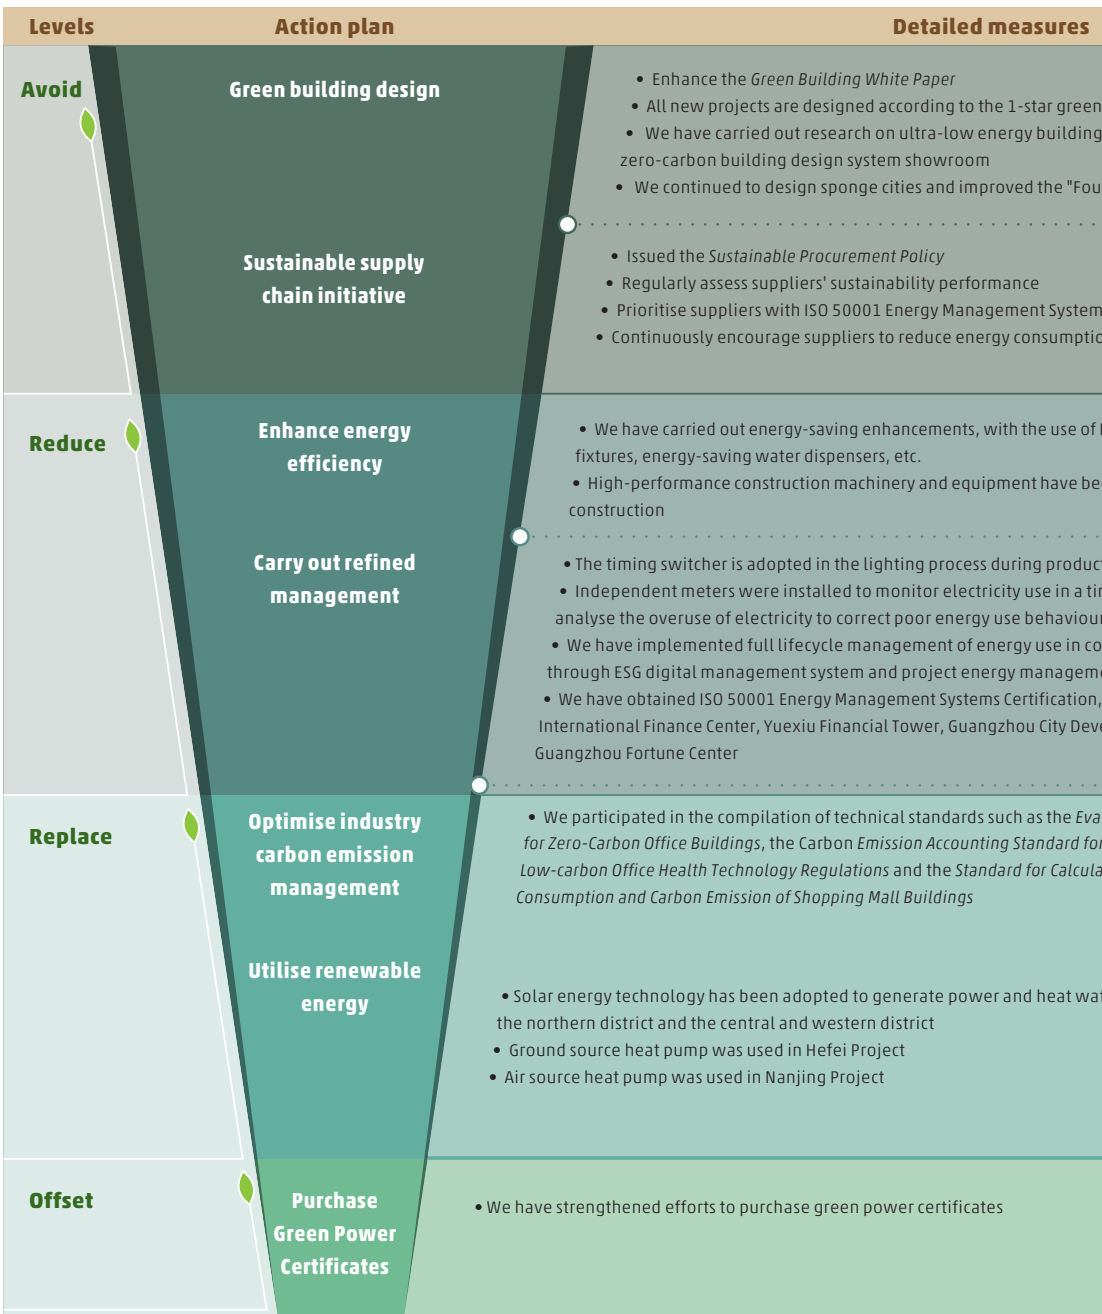 Levels
Action plan
Detailed measures
Avoid
Green building design
• Enhance the Green Building White Paper
• All new projects are designed according to the 1-star green
• We have carried out research on ultra-low energy building
zero-carbon building design system showroom
• We continued to design sponge cities and improved the "Fou
Sustainable supply
chain initiative
• Issued the Sustainable Procurement Policy
• Regularly assess suppliers' sustainability performance
• Prioritise suppliers with ISO 50001 Energy Management System
• Continuously encourage suppliers to reduce energy consumptio
Reduce
Enhance energy
efficiency
• We have carried out energy-saving enhancements, with the use of
fixtures, energy-saving water dispensers, etc.
• High-performance construction machinery and equipment have bee
construction
Carry out refined
management
• The timing switcher is adopted in the lighting process during product
• Independent meters were installed to monitor electricity use in a tim
analyse the overuse of electricity to correct poor energy use behaviour
• We have implemented full lifecycle management of energy use in co
through ESG digital management system and project energy manageme
• We have obtained ISO 50001 Energy Management Systems Certification,
International Finance Center, Yuexiu Financial Tower, Guangzhou City Deve
Guangzhou Fortune Center
Replace
Optimise industry
carbon emission
management
• We participated in the compilation of technical standards such as the Eva
for Zero-Carbon Office Buildings, the Carbon Emission Accounting Standard for
Low-carbon Office Health Technology Regulations and the Standard for Calcula
Consumption and Carbon Emission of Shopping Mall Buildings
Utilise renewable
energy
• Solar energy technology has been adopted to generate power and heat wat
the northern district and the central and western district
• Ground source heat pump was used in Hefei Project
• Air source heat pump was used in Nanjing Project
Offset
Purchase
Green Power
Certificates
• We have strengthened efforts to purchase green power certificates